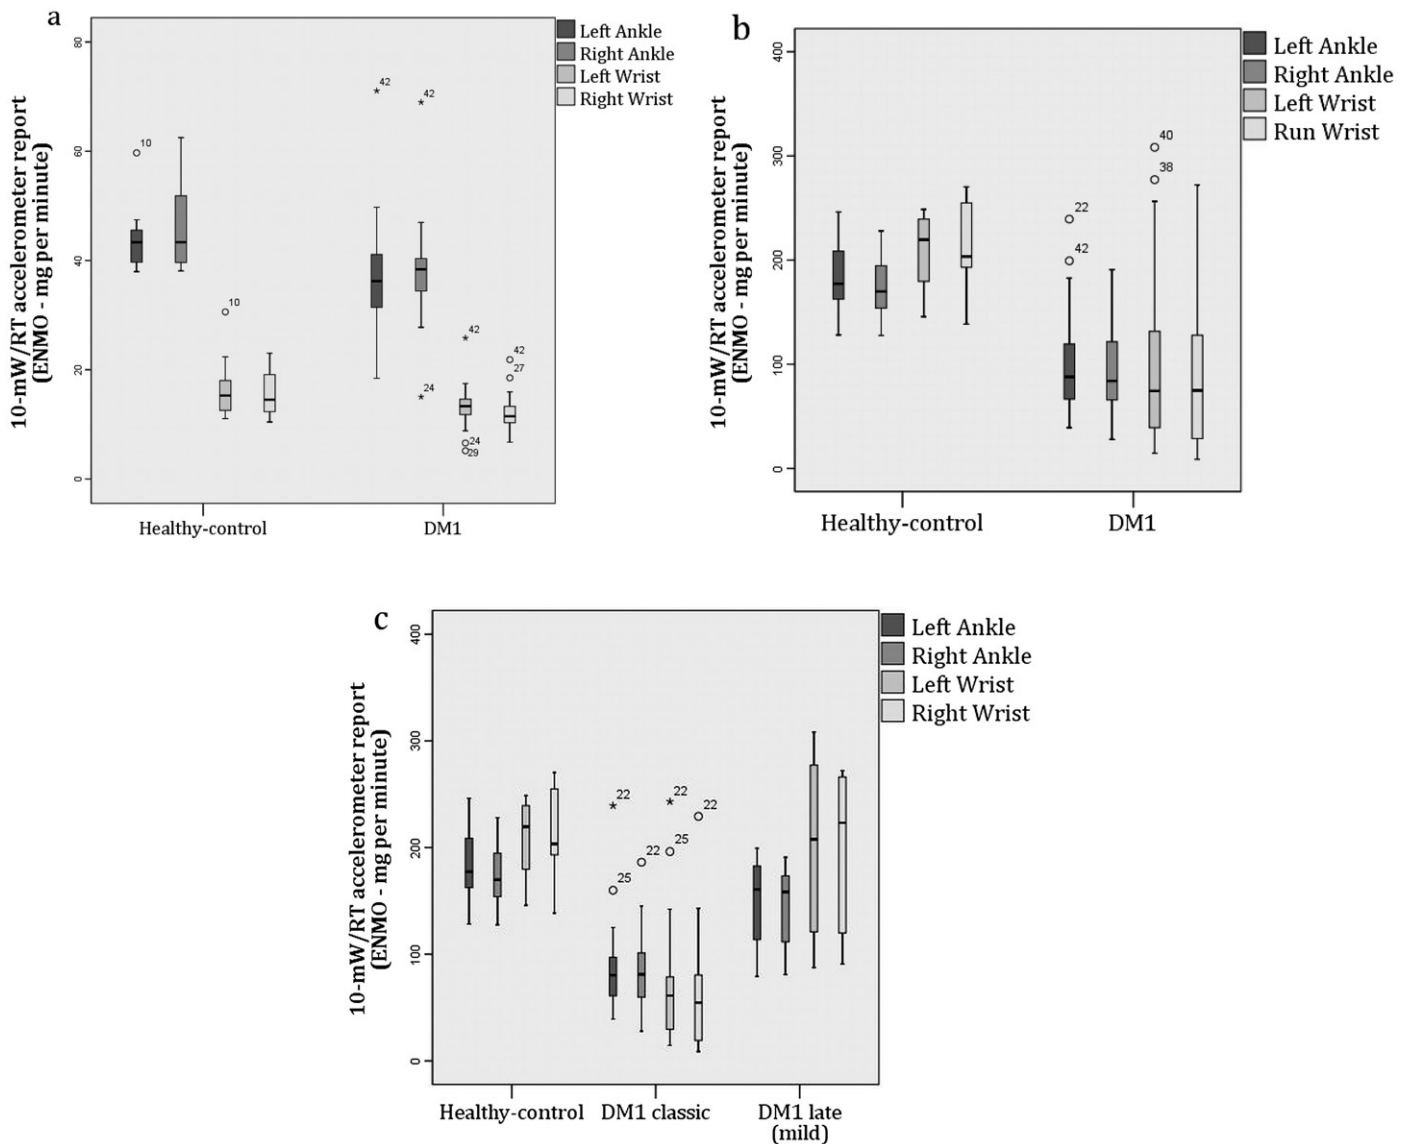 a
Left Ankle
Right Ankle
Left Wrist
Right Wrist
10-mW/RT accelerometer report
(ENMO - mg per minute)
80
60
40
20
0
10
10
42
42
24
42
24
29
42
27
Healthy-control
DM1
b
Left Ankle
Right Ankle
Left Wrist
Run Wrist
10-mW/RT accelerometer report
(ENMO - mg per minute)
400
300
200
100
0
22
42
40
38
Healthy-control
DM1
c
Left Ankle
Right Ankle
Left Wrist
Right Wrist
10-mW/RT accelerometer report
(ENMO - mg per minute)
400
300
200
100
0
22
25
22
22
25
22
Healthy-control
DM1 classic
DM1 late
(mild)